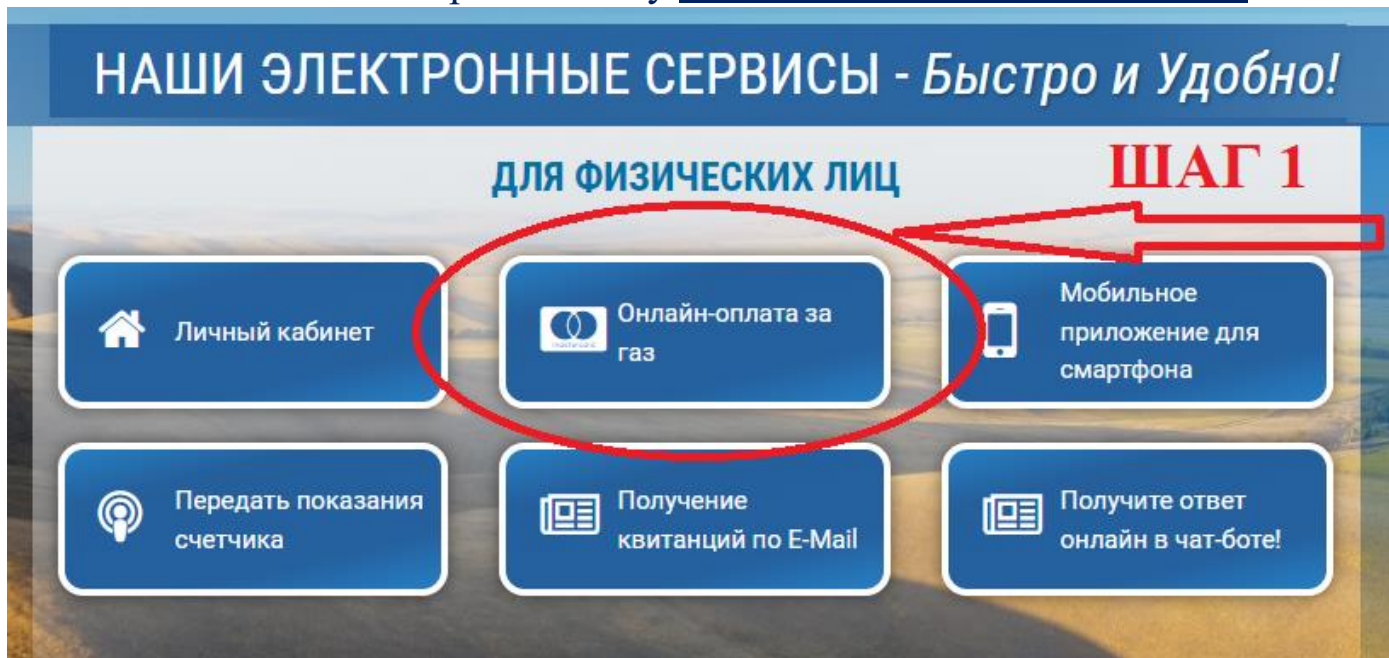 НАШИ ЭЛЕКТРОННЫЕ СЕРВИСЫ - Быстро и Удобно!
ДЛЯ ФИЗИЧЕСКИХ ЛИЦ
ШАГ 1
Личный кабинет
Онлайн-оплата за
газ
Мобильное
приложение для
смартфона
Передать показания
счетчика
Получение
квитанций по E-Mail
Получите ответ
онлайн в чат-боте!